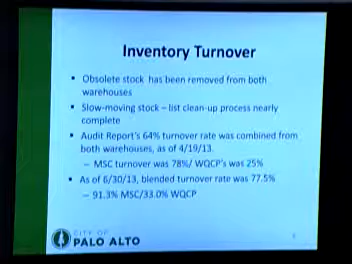 Inventory Turnover
• Obsolete stock has been removed from both
warehouses
• Slow-moving stock – list clean-up process nearly
complete
• Audit Report's 64% turnover rate was combined from
both warehouses, as of 4/19/13.
– MSC turnover was 78%/ WQCP's was 25%
• As of 6/30/13, blended turnover rate was 77.5%
– 91.3% MSC/33.0% WQCP
CITY OF
PALO ALTO